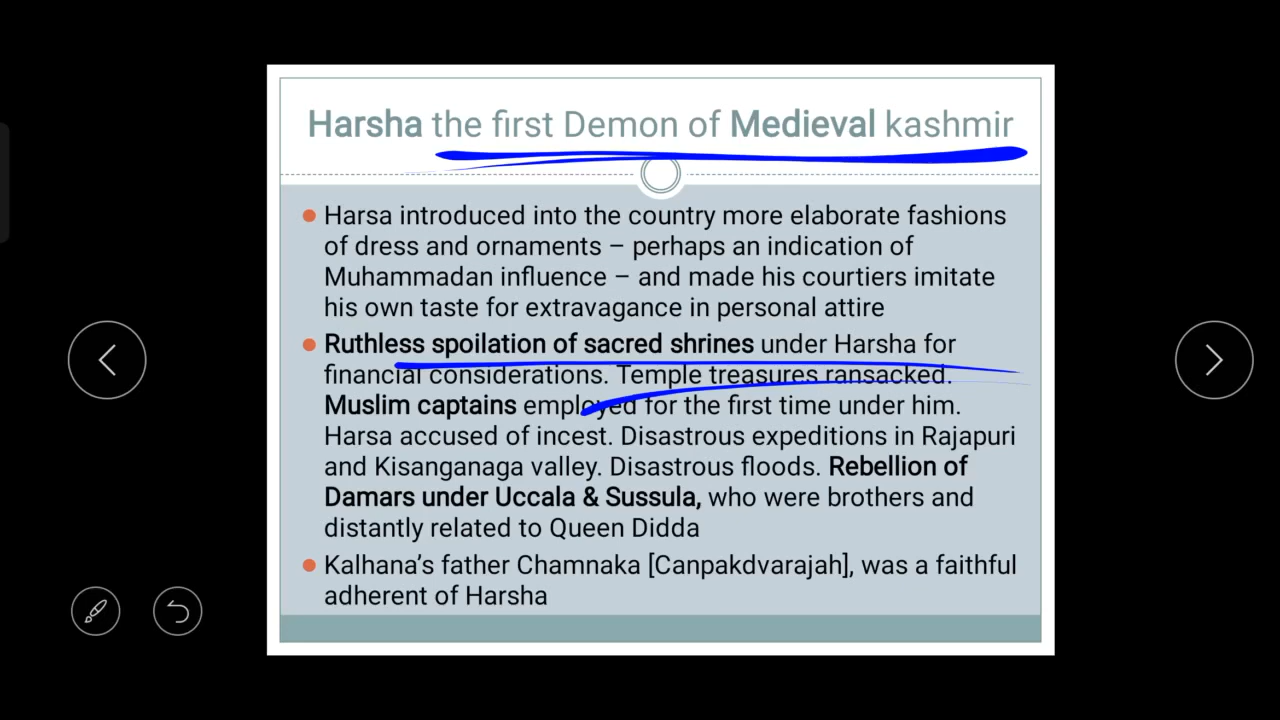 Harsha the first Demon of Medieval kashmir
Harsa introduced into the country more elaborate fashions
of dress and ornaments – perhaps an indication of
Muhammadan influence – and made his courtiers imitate
his own taste for extravagance in personal attire
Ruthless spoilation of sacred shrines under Harsha for
financial considerations. Temple treasures ransacked.
Muslim captains employed for the first time under him.
Harsa accused of incest. Disastrous expeditions in Rajapuri
and Kisanganaga valley. Disastrous floods. Rebellion of
Damars under Uccala & Sussula, who were brothers and
distantly related to Queen Didda
Kalhana’s father Chamnaka [Canpakdvarajah], was a faithful
adherent of Harsha